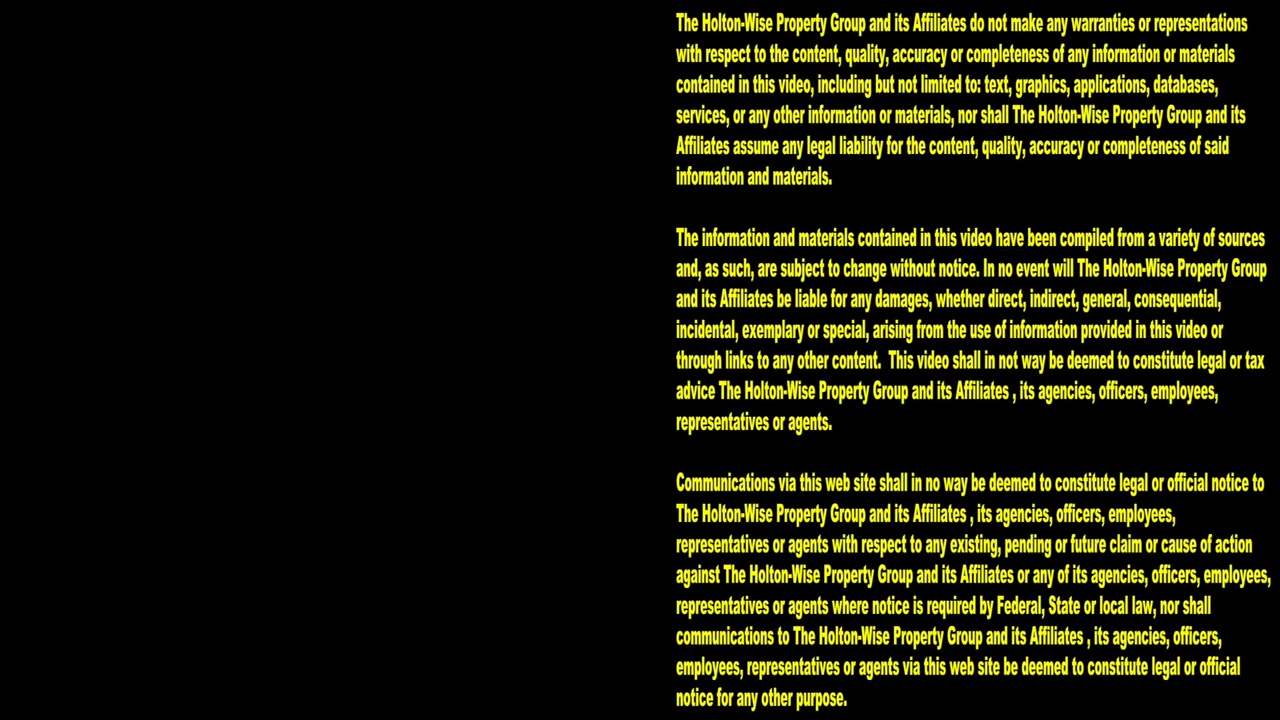 The Holton-Wise Property Group and its Affiliates do not make any warranties or representations
with respect to the content, quality, accuracy or completeness of any information or materials
contained in this video, including but not limited to: text, graphics, applications, databases,
services, or any other information or materials, nor shall The Holton-Wise Property Group and its
Affiliates assume any legal liability for the content, quality, accuracy or completeness of said
information and materials.
The information and materials contained in this video have been compiled from a variety of sources
and, as such, are subject to change without notice. In no event will The Holton-Wise Property Group
and its Affiliates be liable for any damages, whether direct, indirect, general, consequential,
incidental, exemplary or special, arising from the use of information provided in this video or
through links to any other content.  This video shall in not way be deemed to constitute legal or tax
advice The Holton-Wise Property Group and its Affiliates , its agencies, officers, employees,
representatives or agents.
Communications via this web site shall in no way be deemed to constitute legal or official notice to
The Holton-Wise Property Group and its Affiliates , its agencies, officers, employees,
representatives or agents with respect to any existing, pending or future claim or cause of action
against The Holton-Wise Property Group and its Affiliates or any of its agencies, officers, employees,
representatives or agents where notice is required by Federal, State or local law, nor shall
communications to The Holton-Wise Property Group and its Affiliates , its agencies, officers,
employees, representatives or agents via this web site be deemed to constitute legal or official
notice for any other purpose.